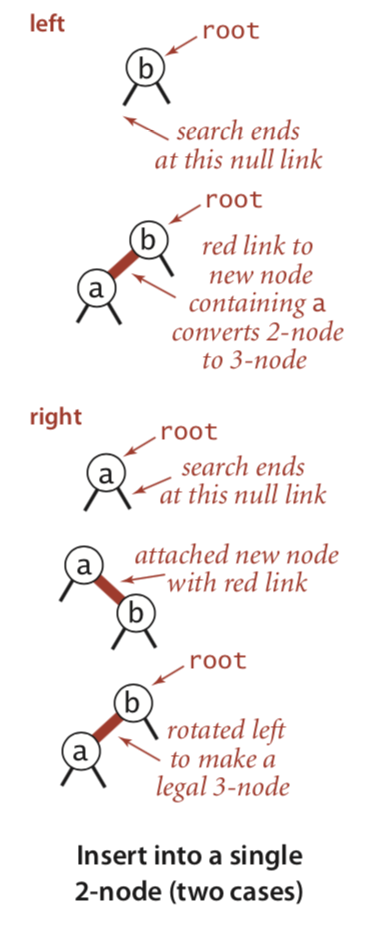 left
root
b
search ends
at this null link
root
b
red link to
new node
a
containing a
converts 2-node
to 3-node
right
root
a
search ends
at this null link
a
attached new node
with red link
b
root
b
rotated left
a
to make a
legal 3-node
Insert into a single
2-node (two cases)